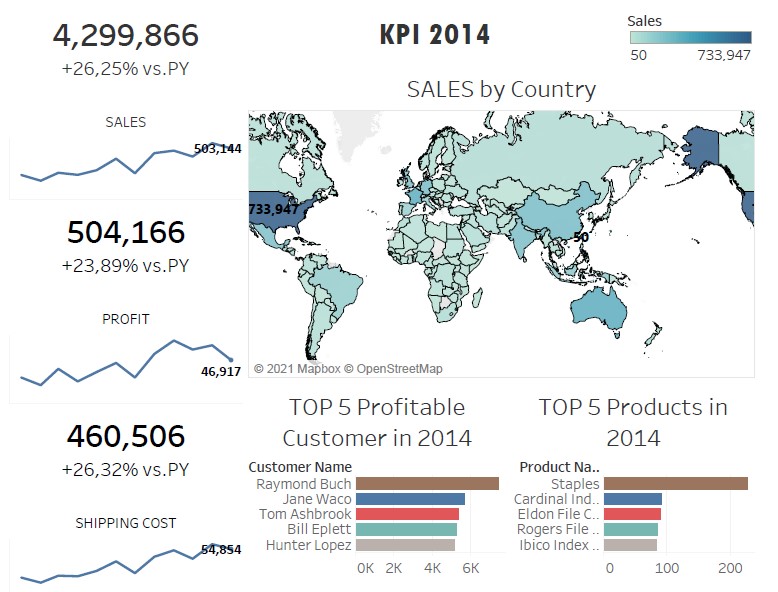 4,299,866
+26,25% vs.PY
SALES
503,144
504,166
+23,89% vs.PY
PROFIT
46,917
460,506
+26,32% vs.PY
SHIPPING COST
54,854
KPI 2014
Sales
50 733,947
SALES by Country
733,947
50
© 2021 Mapbox © OpenStreetMap
TOP 5 Profitable
Customer in 2014
Customer Name
Raymond Buch
Jane Waco
Tom Ashbrook
Bill Eplett
Hunter Lopez
0K 2K 4K 6K
TOP 5 Products in
2014
Product Na..
Staples
Cardinal Ind..
Eldon File C..
Rogers File ..
Ibico Index ..
0 100 200